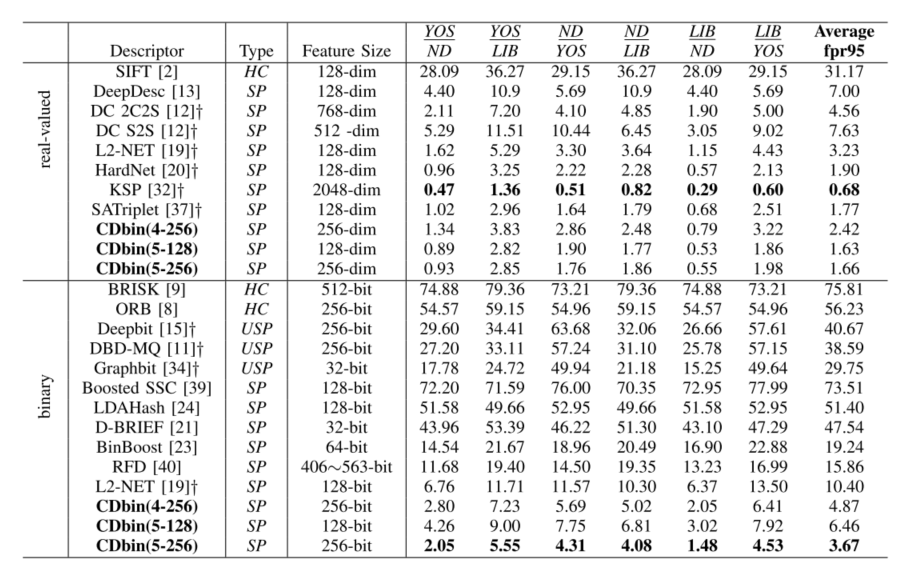 YOS YOS ND ND LIB LIB Average
Descriptor Type Feature Size ND LIB YOS LIB ND YOS fpr95
real-valued
SIFT [2] HC 128-dim 28.09 36.27 29.15 36.27 28.09 29.15 31.17
DeepDesc [13] SP 128-dim 4.40 10.9 5.69 10.9 4.40 5.69 7.00
DC 2C2S [12]† SP 768-dim 2.11 7.20 4.10 4.85 1.90 5.00 4.56
DC S2S [12]† SP 512 -dim 5.29 11.51 10.44 6.45 3.05 9.02 7.63
L2-NET [19]† SP 128-dim 1.62 5.29 3.30 3.64 1.15 4.43 3.23
HardNet [20]† SP 128-dim 0.96 3.25 2.22 2.28 0.57 2.13 1.90
KSP [32]† SP 2048-dim 0.47 1.36 0.51 0.82 0.29 0.60 0.68
SATriplet [37]† SP 128-dim 1.02 2.96 1.64 1.79 0.68 2.51 1.77
CDbin(4-256) SP 256-dim 1.34 3.83 2.86 2.48 0.79 3.22 2.42
CDbin(5-128) SP 128-dim 0.89 2.82 1.90 1.77 0.53 1.86 1.63
CDbin(5-256) SP 256-dim 0.93 2.85 1.76 1.86 0.55 1.98 1.66
binary
BRISK [9] HC 512-bit 74.88 79.36 73.21 79.36 74.88 73.21 75.81
ORB [8] HC 256-bit 54.57 59.15 54.96 59.15 54.57 54.96 56.23
Deepbit [15]† USP 256-bit 29.60 34.41 63.68 32.06 26.66 57.61 40.67
DBD-MQ [11]† USP 256-bit 27.20 33.11 57.24 31.10 25.78 57.15 38.59
Graphbit [34]† USP 32-bit 17.78 24.72 49.94 21.18 15.25 49.64 29.75
Boosted SSC [39] SP 128-bit 72.20 71.59 76.00 70.35 72.95 77.99 73.51
LDAHash [24] SP 128-bit 51.58 49.66 52.95 49.66 51.58 52.95 51.40
D-BRIEF [21] SP 32-bit 43.96 53.39 46.22 51.30 43.10 47.29 47.54
BinBoost [23] SP 64-bit 14.54 21.67 18.96 20.49 16.90 22.88 19.24
RFD [40] SP 406∼563-bit 11.68 19.40 14.50 19.35 13.23 16.99 15.86
L2-NET [19]† SP 128-bit 6.76 11.71 11.57 10.30 6.37 13.50 10.40
CDbin(4-256) SP 256-bit 2.80 7.23 5.69 5.02 2.05 6.41 4.87
CDbin(5-128) SP 128-bit 4.26 9.00 7.75 6.81 3.02 7.92 6.46
CDbin(5-256) SP 256-bit 2.05 5.55 4.31 4.08 1.48 4.53 3.67